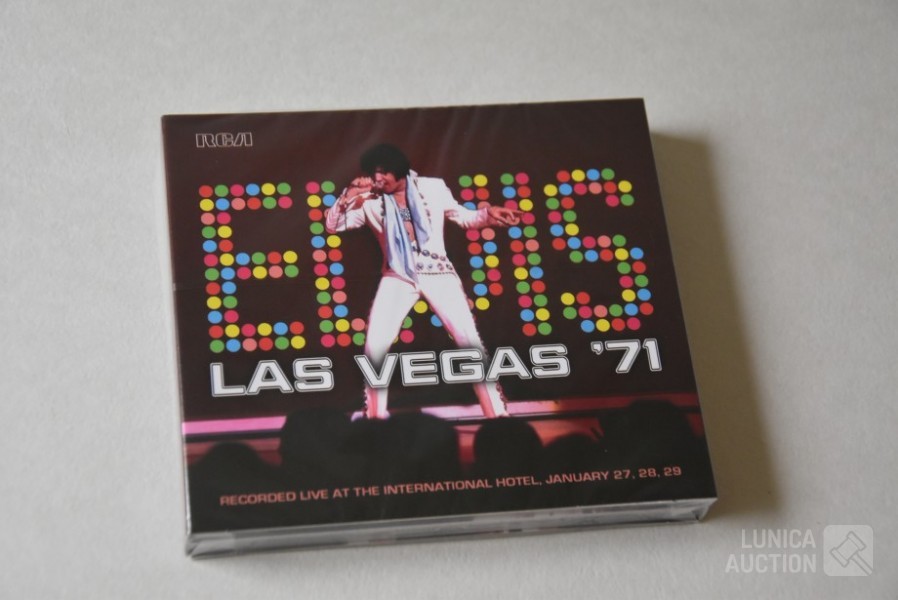 RCA
ELVIS
LAS VEGAS '71
RECORDED LIVE AT THE INTERNATIONAL HOTEL, JANUARY 27, 28, 29
LUNICA
AUCTION